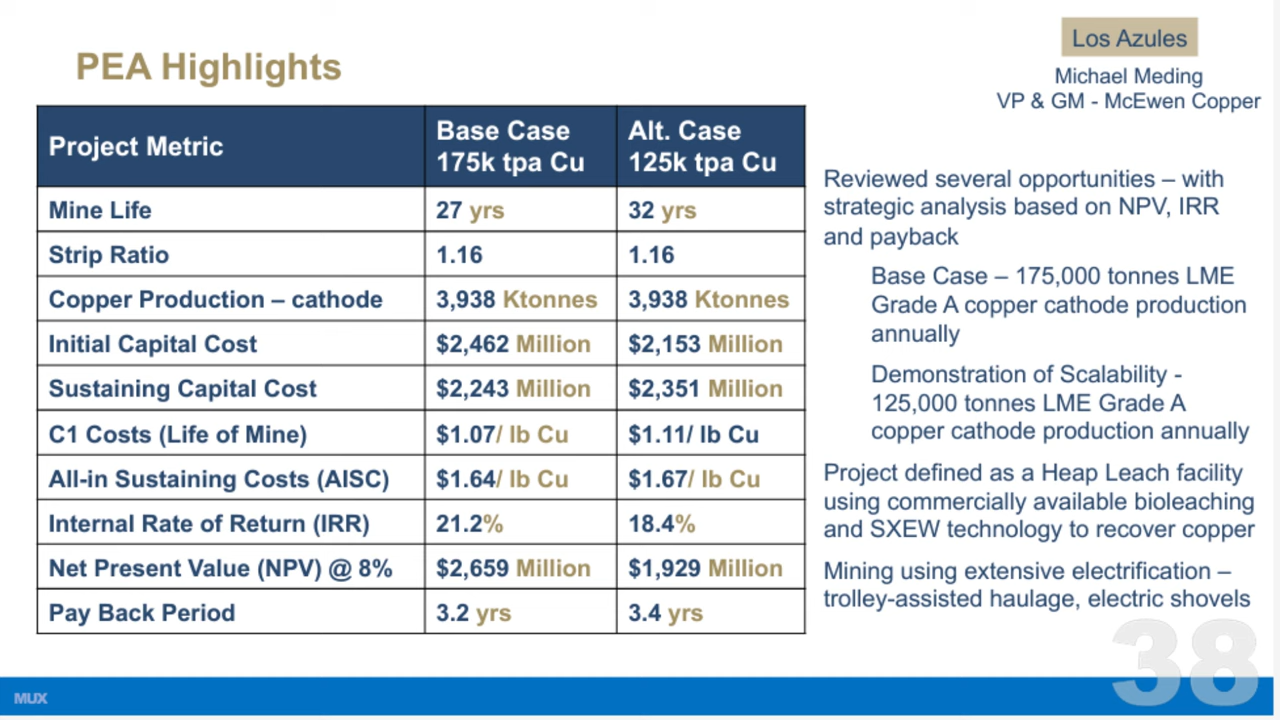 PEA Highlights
Los Azules
Michael Meding
VP & GM - McEwen Copper
Project Metric
Base Case
175k tpa Cu
Alt. Case
125k tpa Cu
Mine Life 27 yrs 32 yrs
Strip Ratio 1.16 1.16
Copper Production – cathode 3,938 Ktonnes 3,938 Ktonnes
Initial Capital Cost $2,462 Million $2,153 Million
Sustaining Capital Cost $2,243 Million $2,351 Million
C1 Costs (Life of Mine) $1.07/ lb Cu $1.11/ lb Cu
All-in Sustaining Costs (AISC) $1.64/ lb Cu $1.67/ lb Cu
Internal Rate of Return (IRR) 21.2% 18.4%
Net Present Value (NPV) @ 8% $2,659 Million $1,929 Million
Pay Back Period 3.2 yrs 3.4 yrs
Reviewed several opportunities – with
strategic analysis based on NPV, IRR
and payback
Base Case – 175,000 tonnes LME
Grade A copper cathode production
annually
Demonstration of Scalability -
125,000 tonnes LME Grade A
copper cathode production annually
Project defined as a Heap Leach facility
using commercially available bioleaching
and SXEW technology to recover copper
Mining using extensive electrification –
trolley-assisted haulage, electric shovels
38
MUX